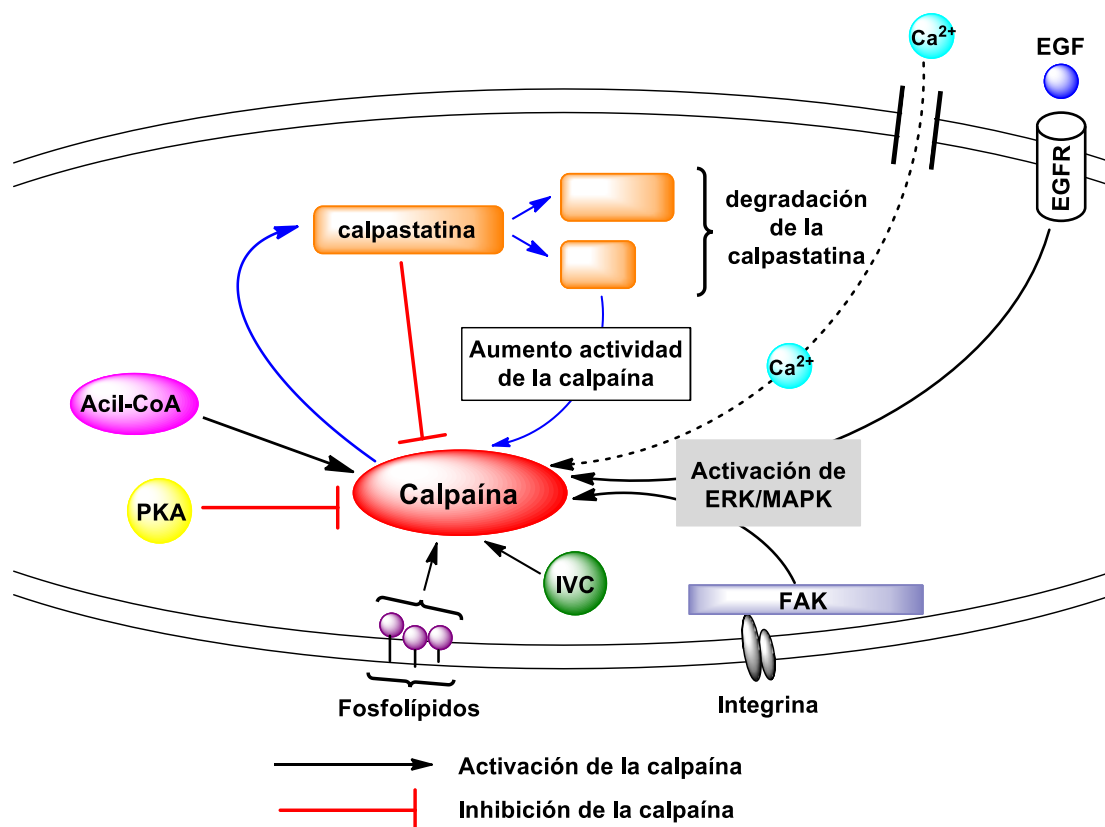 Ca2+
EGF
EGFR
calpastatina
degradación
de la
calpastatina
Aumento actividad
de la calpaína
Ca2+
Acil-CoA
Calpaína
Activación de
ERK/MAPK
PKA
IVC
FAK
Fosfolípidos
Integrina
Activación de la calpaína
Inhibición de la calpaína